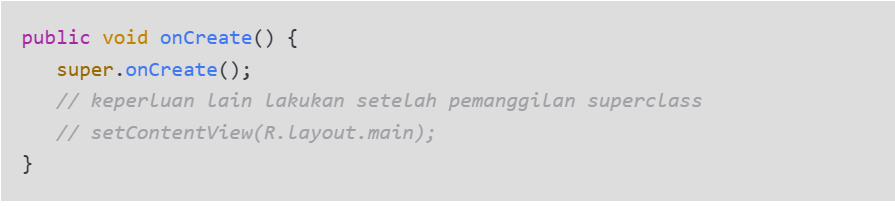 public void onCreate() {
super.onCreate();
// keperluan lain lakukan setelah pemanggilan superclass
// setContentView(R.layout.main);
}